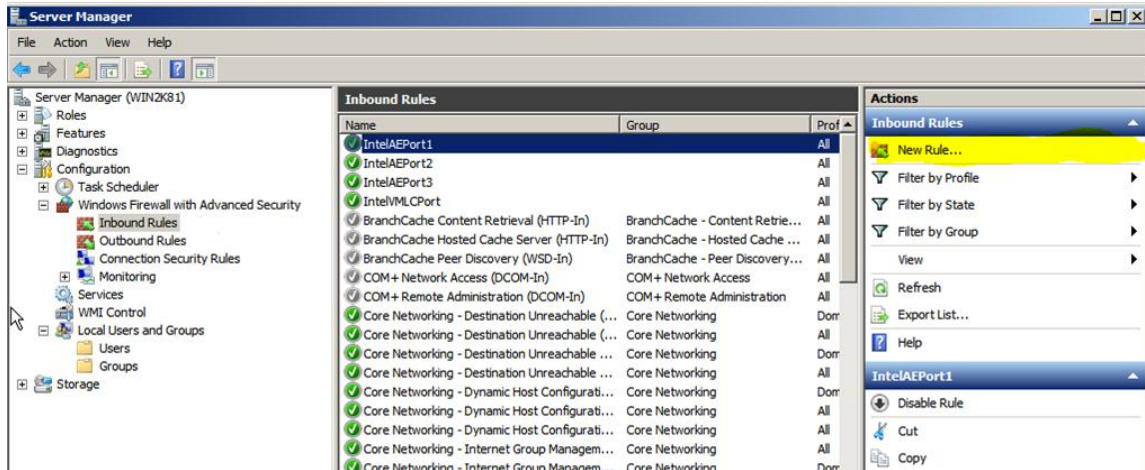 Server Manager
File Action View Help
Server Manager (WIN2K81)
Roles
Features
Diagnostics
Configuration
Task Scheduler
Windows Firewall with Advanced Security
Inbound Rules
Outbound Rules
Connection Security Rules
Monitoring
Services
WMI Control
Local Users and Groups
Users
Groups
Storage
Inbound Rules
Name Group Prof
IntelAEPort1 All
IntelAEPort2 All
IntelAEPort3 All
IntelVMLCPort All
BranchCache Content Retrieval (HTTP-In) BranchCache - Content Retrie... All
BranchCache Hosted Cache Server (HTTP-In) BranchCache - Hosted Cache ... All
BranchCache Peer Discovery (WSD-In) BranchCache - Peer Discovery... All
COM+ Network Access (DCOM-In) COM+ Network Access All
COM+ Remote Administration (DCOM-In) COM+ Remote Administration All
Core Networking - Destination Unreachable (... Core Networking Dom
Core Networking - Destination Unreachable (... Core Networking All
Core Networking - Destination Unreachable ... Core Networking Dom
Core Networking - Destination Unreachable ... Core Networking All
Core Networking - Dynamic Host Configurati... Core Networking Dom
Core Networking - Dynamic Host Configurati... Core Networking All
Core Networking - Dynamic Host Configurati... Core Networking All
Core Networking - Internet Group Managem... Core Networking All
Core Networking - Internet Group Managem... Core Networking Dom
Actions
Inbound Rules
New Rule...
Filter by Profile
Filter by State
Filter by Group
View
Refresh
Export List...
Help
IntelAEPort1
Disable Rule
Cut
Copy